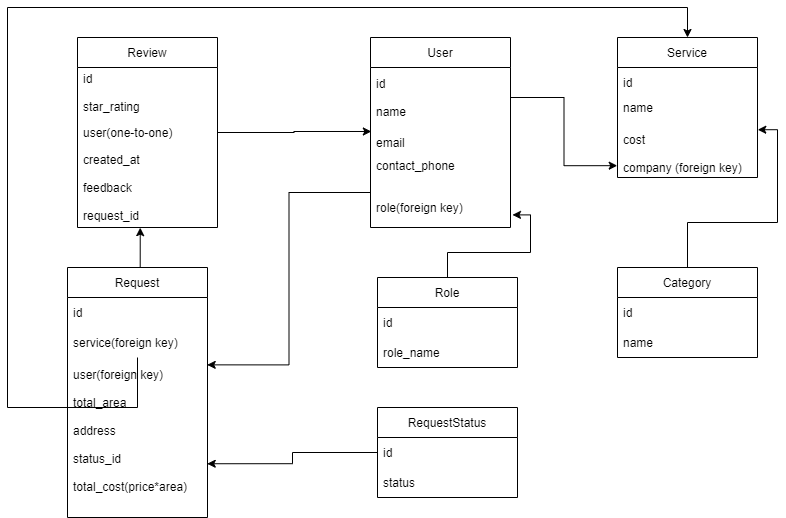 Review
id
star_rating
user(one-to-one)
created_at
feedback
request_id
User
id
name
email
contact_phone
role(foreign key)
Service
id
name
cost
company (foreign key)
Request
id
service(foreign key)
user(foreign key)
total_area
address
status_id
total_cost(price*area)
Role
id
role_name
Category
id
name
RequestStatus
id
status